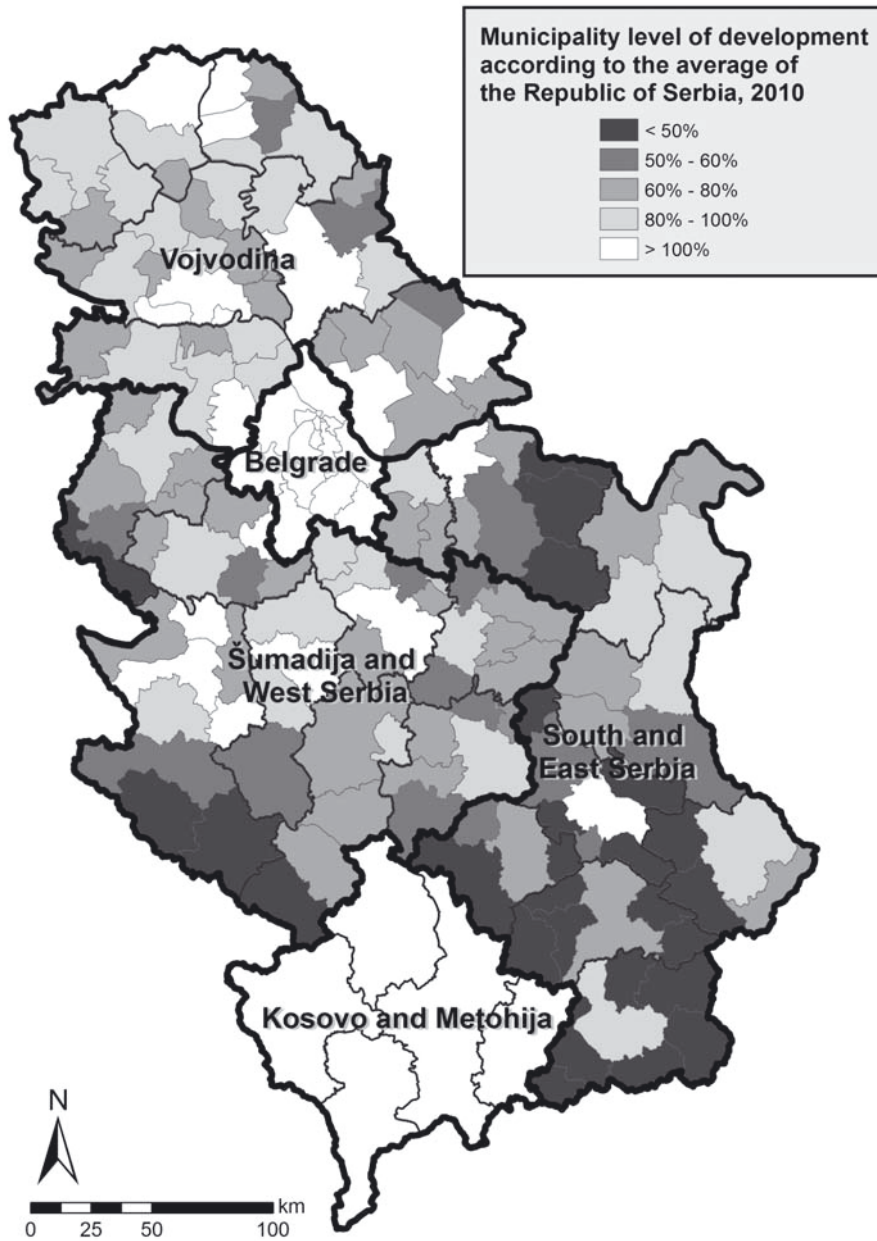 Municipality level of development
according to the average of
the Republic of Serbia, 2010
< 50%
50% - 60%
60% - 80%
80% - 100%
> 100%
Vojvodina
Belgrade
Šumadija and
West Serbia
South and
East Serbia
Kosovo and Metohija
N
km
0 25 50 100